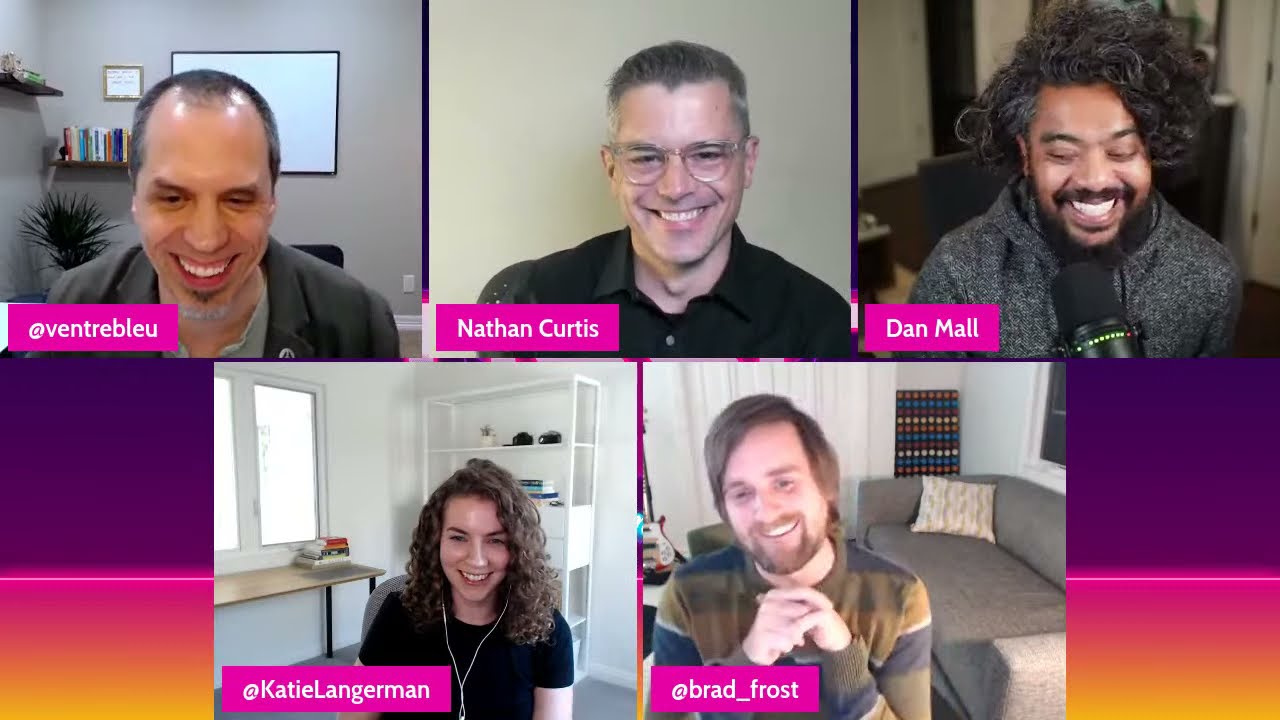 @ventrebleu
Nathan Curtis
Dan Mall
@KatieLangerman
@brad_frost